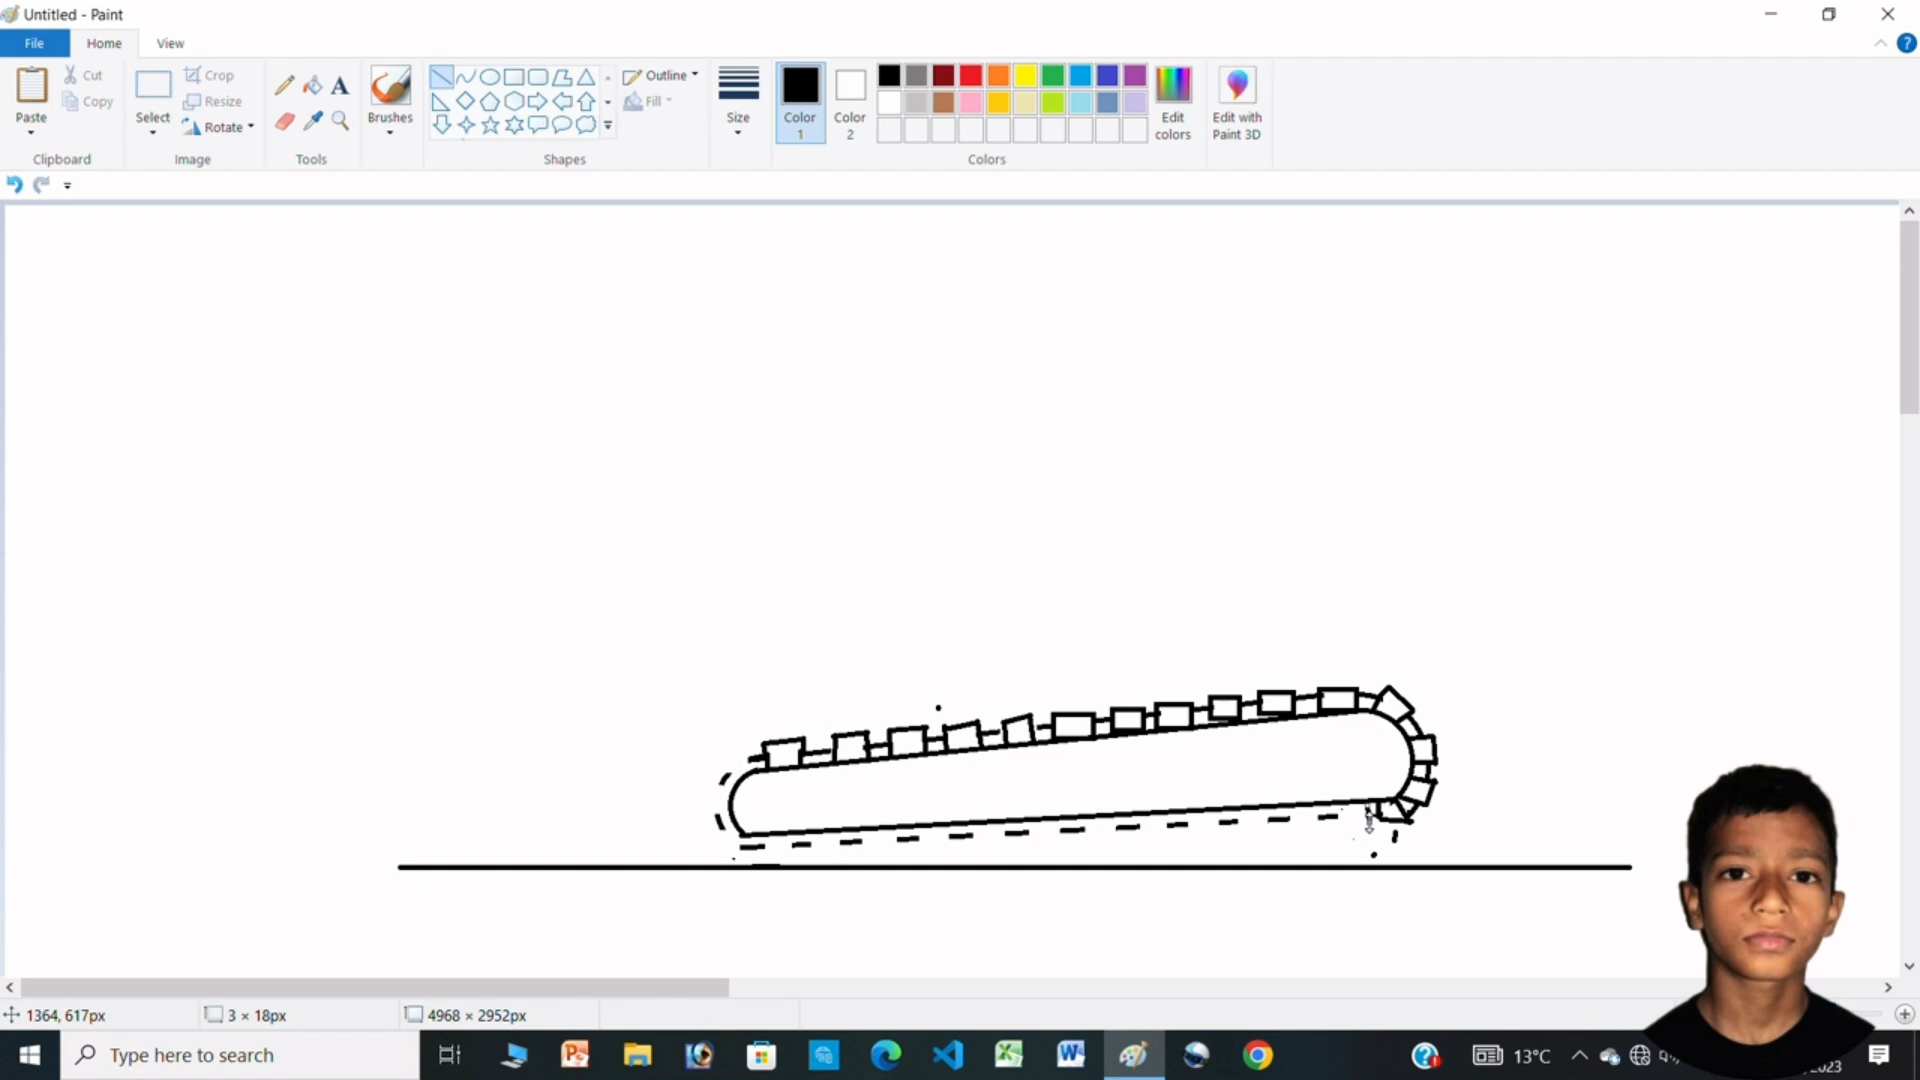 Untitled - Paint
File Home View
Paste
Cut
Copy
Clipboard
Select
Crop
Resize
Rotate
Image
A
Tools
Brushes
Shapes
Outline
Fill
Size
Color 1
Color 2
Colors
Edit colors
Edit with Paint 3D
1364, 617px
3 × 18px
4968 × 2952px
Type here to search
13°C
2023